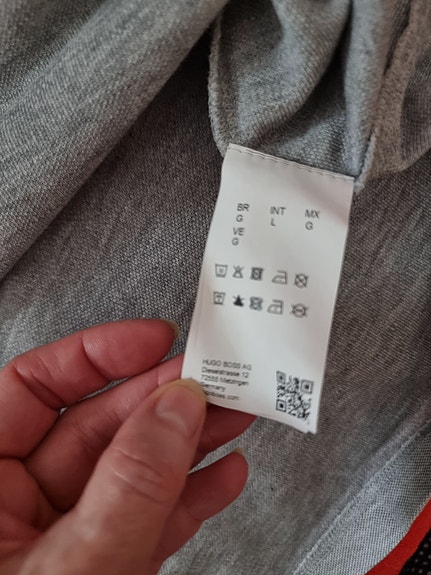 BR INT MX
G L G
VE
G
HUGO BOSS AG
Dieselstrasse 12
72555 Metzingen
Germany